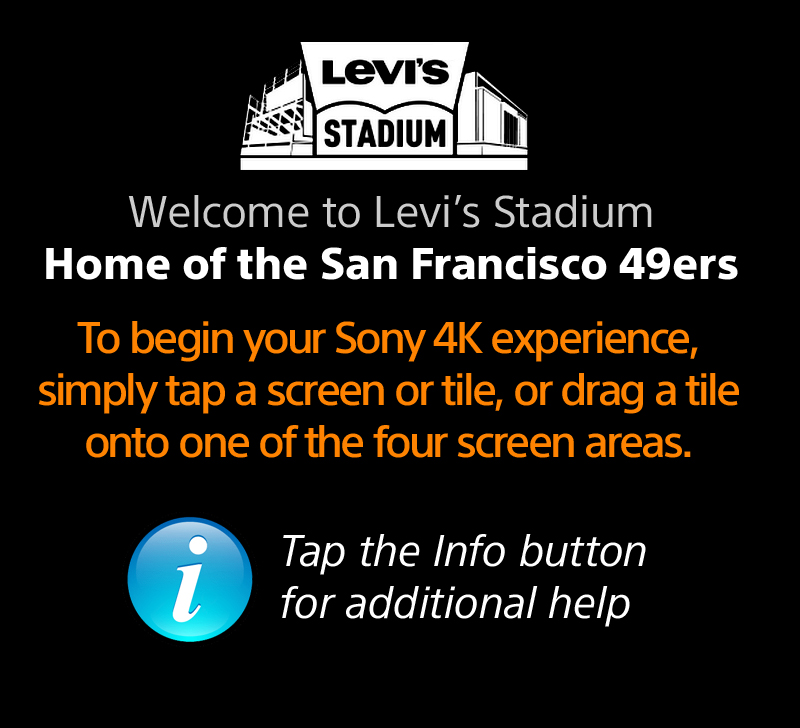 LEVI'S
STADIUM
Welcome to Levi’s Stadium
Home of the San Francisco 49ers
To begin your Sony 4K experience,
simply tap a screen or tile, or drag a tile
onto one of the four screen areas.
i
Tap the Info button
for additional help